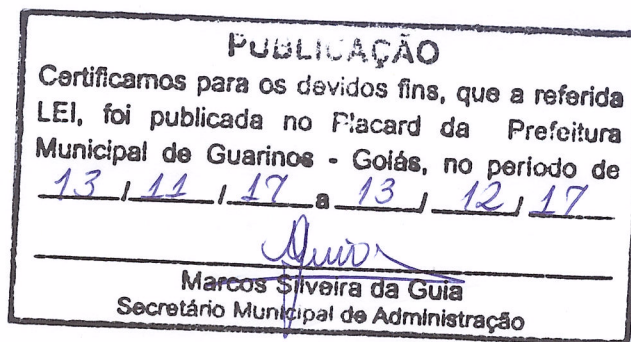 PUBLICAÇÃO
Certificamos para os devidos fins, que a referida
LEI, foi publicada no Placard da Prefeitura
Municipal de Guarinos - Goiás, no periodo de
13 / 11 / 17 a 13 / 12 / 17
Marcos Silveira da Guia
Secretário Municipal de Administração